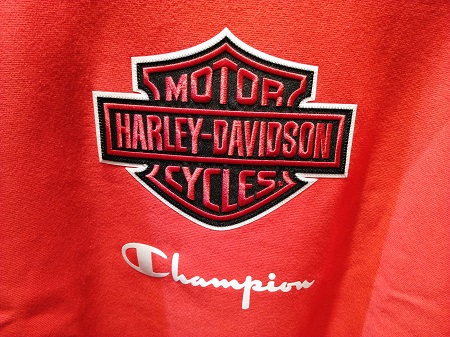 MOTOR
HARLEY-DAVIDSON
CYCLES
Champion